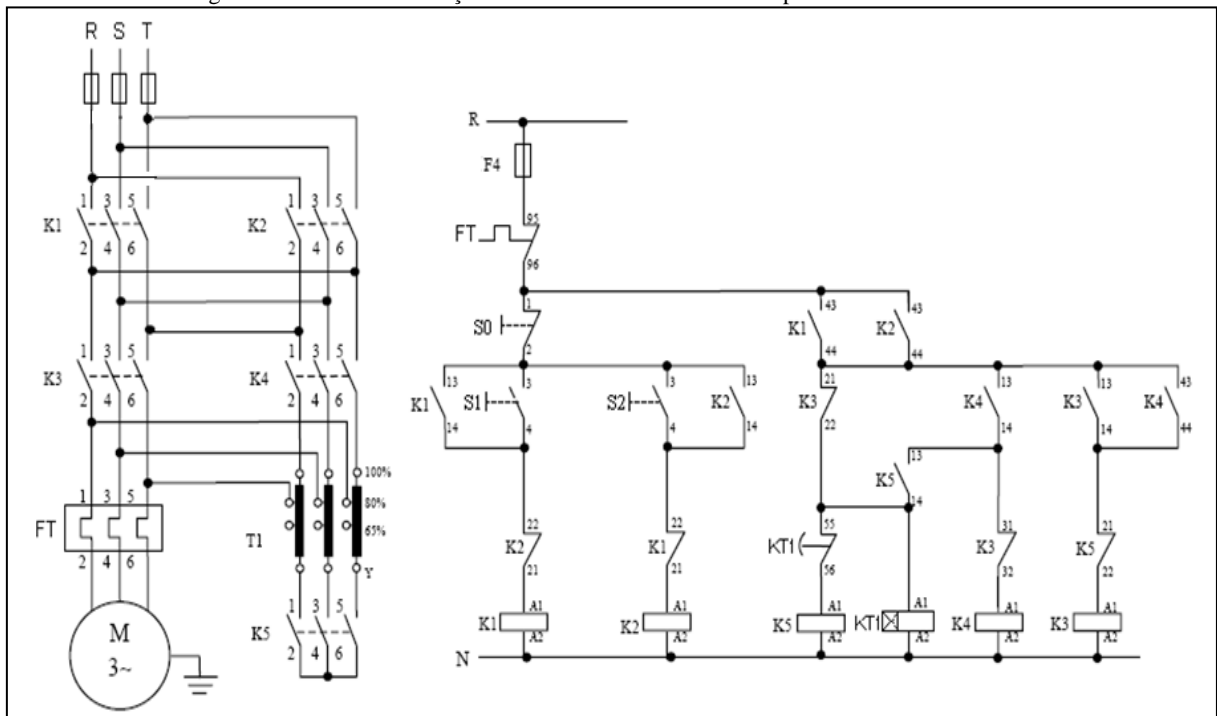 R S T
1 3 5
K1
2 4 6
1 3 5
K2
2 4 6
1 3 5
K3
2 4 6
1 3 5
K4
2 4 6
100%
80%
65%
T1
Y
1 3 5
FT
2 4 6
M
3~
1 3 5
K5
2 4 6
R
F4
95
FT
96
1
S0
2
43
K1
44
43
K2
44
13
K1
14
3
S1
4
3
S2
4
13
K2
14
21
K3
22
13
K4
14
13
K3
14
43
K4
44
13
K5
14
22
K2
21
22
K1
21
55
KT1
56
31
K3
32
21
K5
22
A1
K1
A2
A1
K2
A2
A1
K5
A2
A1
KT1
A2
A1
K4
A2
A1
K3
A2
N